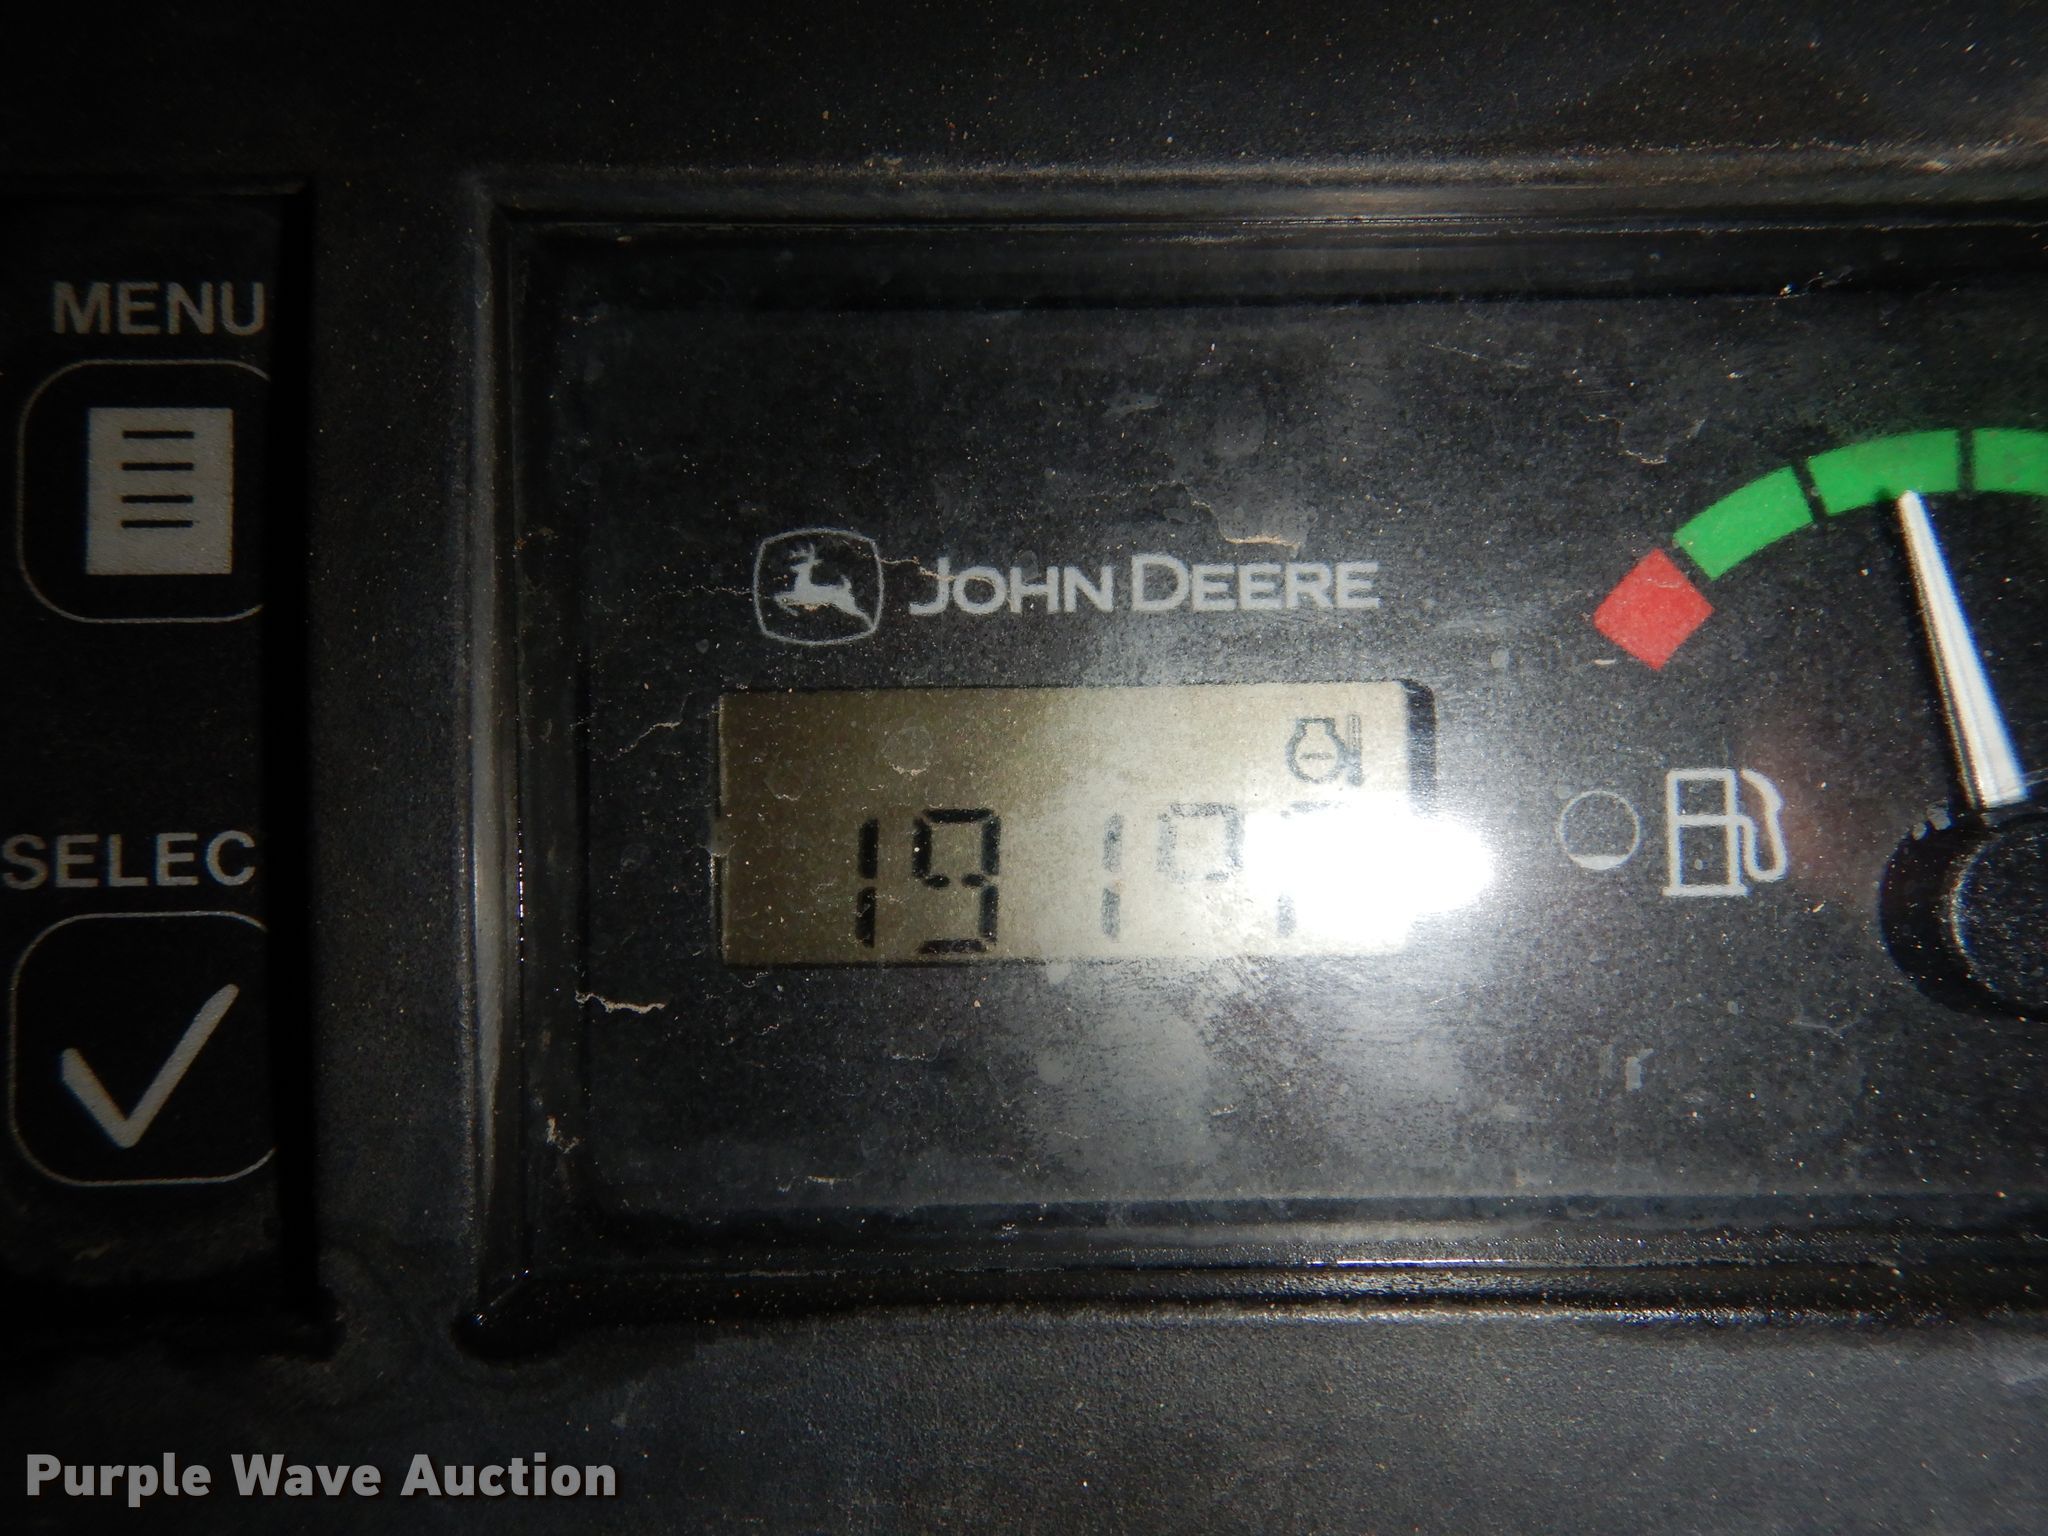 MENU
JOHN DEERE
SELEC
Purple Wave Auction